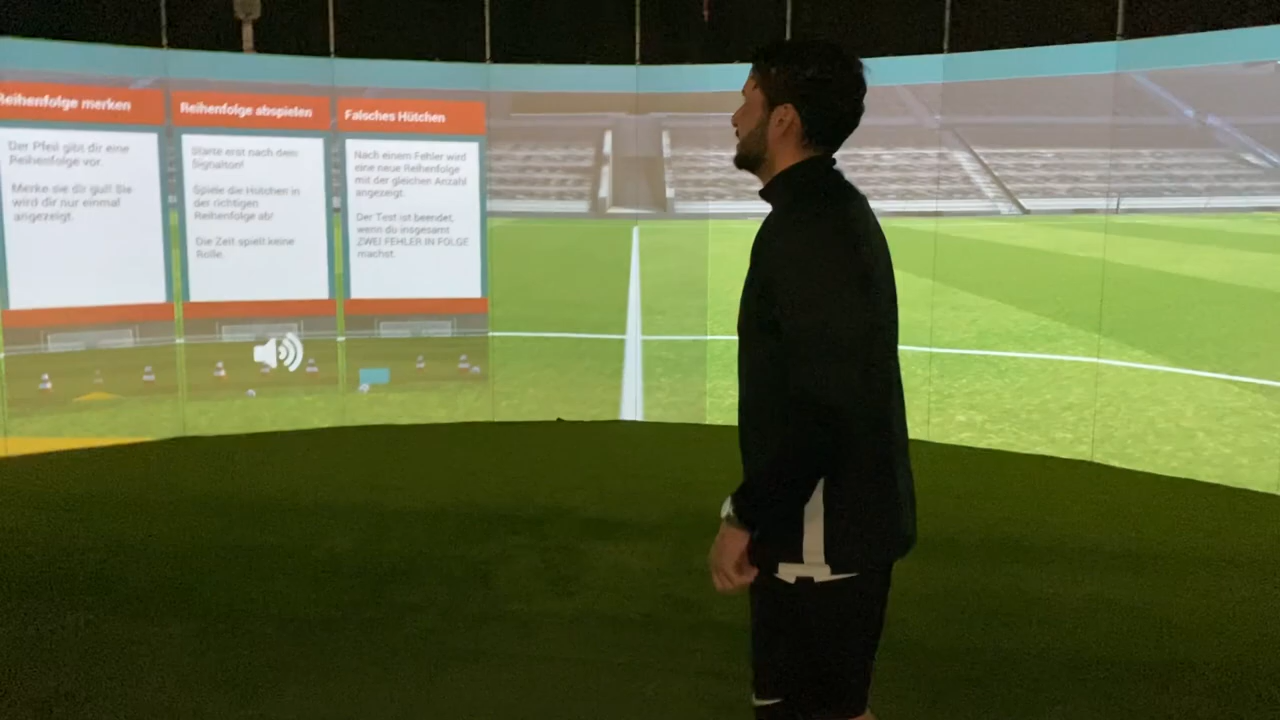 Reihenfolge merken
Der Pfeil gibt dir eine
Reihenfolge vor.
Merke sie dir gut! Sie
wird dir nur einmal
angezeigt.
Reihenfolge abspielen
Starte erst nach dem
Signalton!
Spiele die Hütchen in
der richtigen
Reihenfolge ab!
Die Zeit spielt keine
Rolle.
Falsches Hütchen
Nach einem Fehler wird
eine neue Reihenfolge
mit der gleichen Anzahl
angezeigt.
Der Test ist beendet,
wenn du insgesamt
ZWEI FEHLER IN FOLGE
machst.